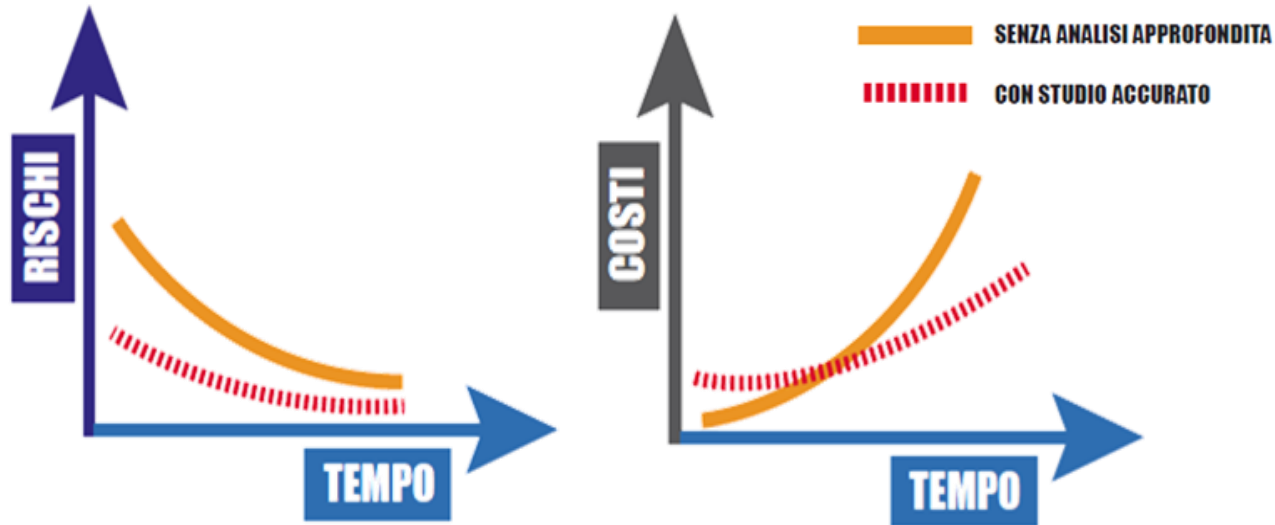 RISCHI
TEMPO
COSTI
TEMPO
SENZA ANALISI APPROFONDITA
CON STUDIO ACCURATO